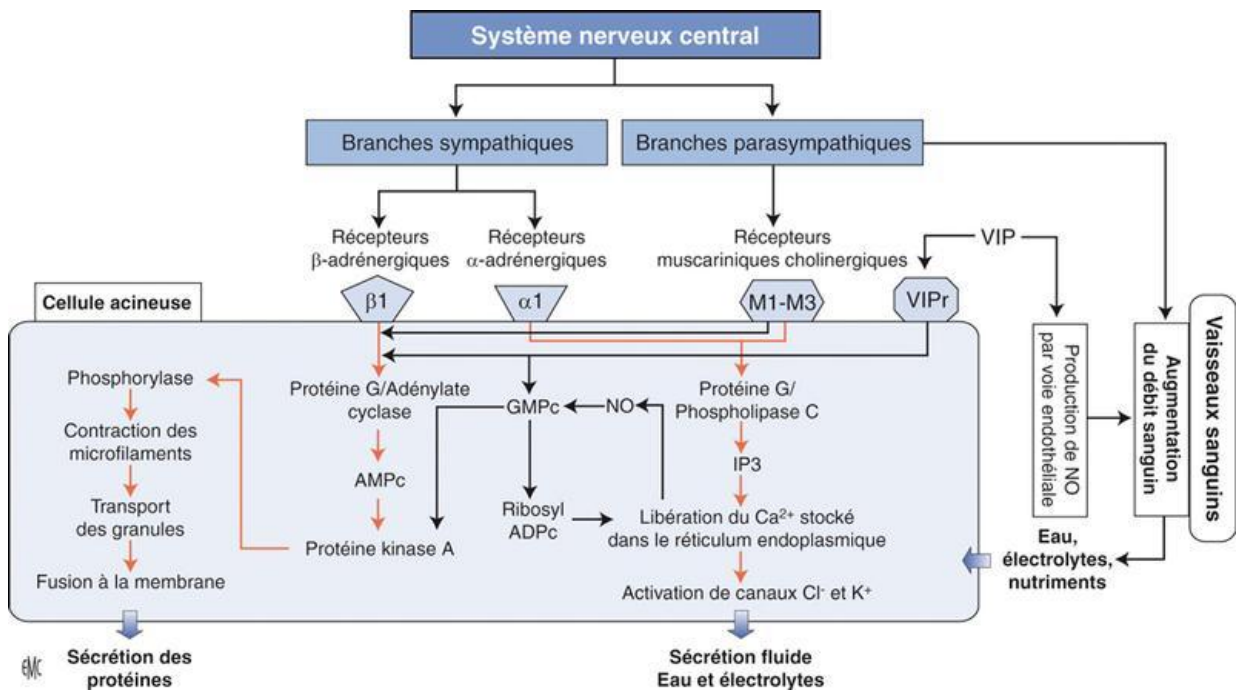 Système nerveux central
Branches sympathiques
Branches parasympathiques
Récepteurs
β-adrénergiques
Récepteurs
α-adrénergiques
Récepteurs
muscariniques cholinergiques
VIP
Cellule acineuse
β1
α1
M1-M3
VIPr
Phosphorylase
Contraction des
microfilaments
Transport
des granules
Fusion à la membrane
Protéine G/Adénylate
cyclase
AMPc
Protéine kinase A
GMPc
NO
Ribosyl
ADPc
Protéine G/
Phospholipase C
IP3
Libération du Ca²⁺ stocké
dans le réticulum endoplasmique
Activation de canaux Cl⁻ et K⁺
Production de NO
par voie endothéliale
Augmentation
du débit sanguin
Vaisseaux sanguins
Eau,
électrolytes,
nutriments
Sécrétion des
protéines
Sécrétion fluide
Eau et électrolytes
EMC